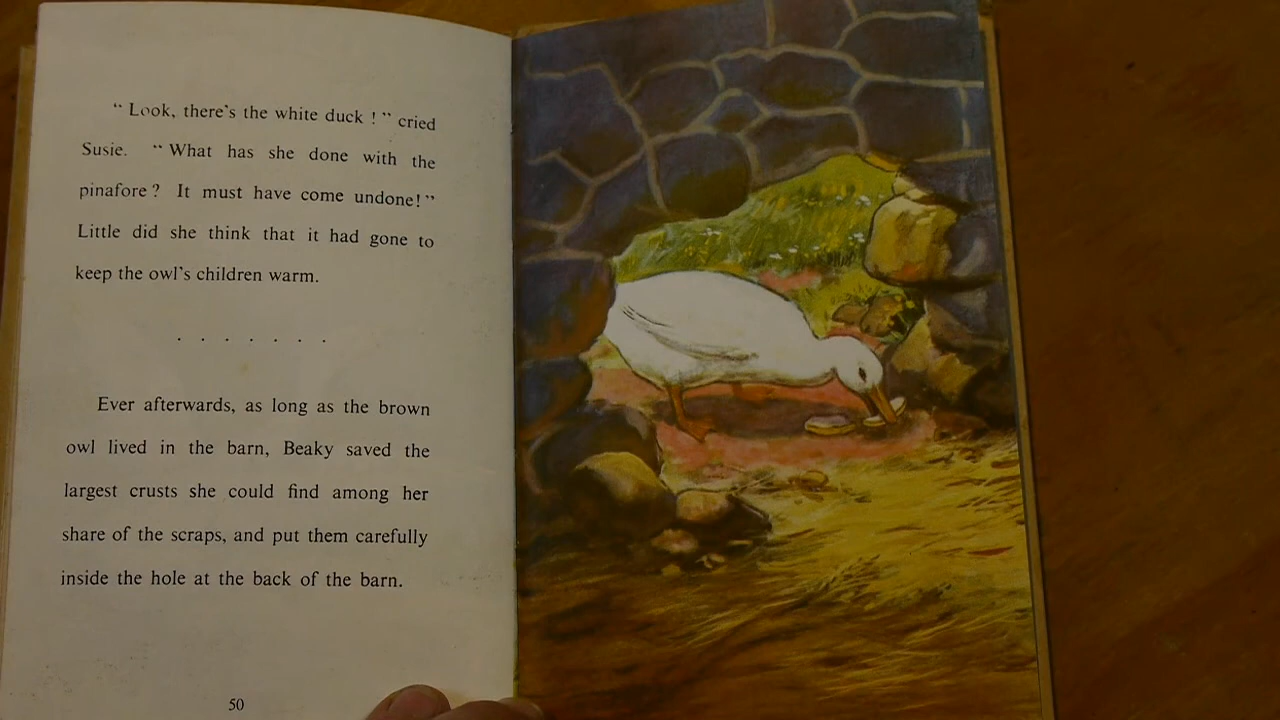 “ Look, there's the white duck ! ” cried
Susie. “ What has she done with the
pinafore ? It must have come undone! ”
Little did she think that it had gone to
keep the owl's children warm.
. . . . . . .
Ever afterwards, as long as the brown
owl lived in the barn, Beaky saved the
largest crusts she could find among her
share of the scraps, and put them carefully
inside the hole at the back of the barn.
50